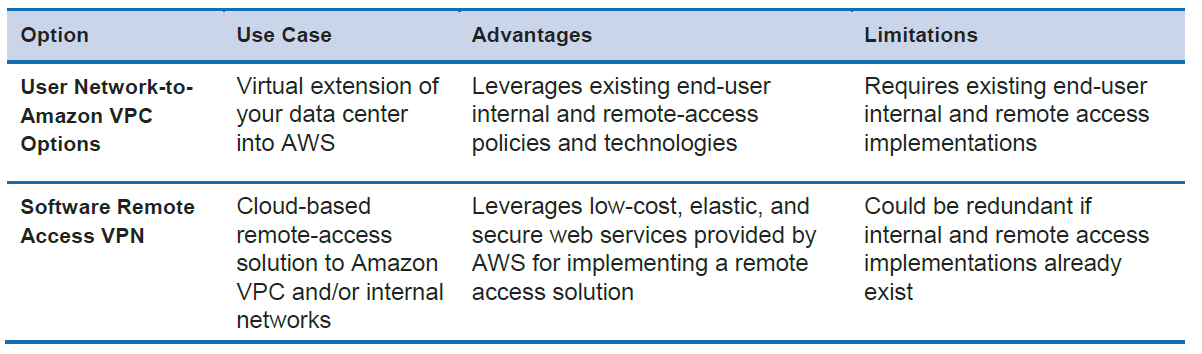 Option
Use Case
Advantages
Limitations
User Network-to-
Amazon VPC
Options
Virtual extension of
your data center
into AWS
Leverages existing end-user
internal and remote-access
policies and technologies
Requires existing end-user
internal and remote access
implementations
Software Remote
Access VPN
Cloud-based
remote-access
solution to Amazon
VPC and/or internal
networks
Leverages low-cost, elastic, and
secure web services provided by
AWS for implementing a remote
access solution
Could be redundant if
internal and remote access
implementations already
exist